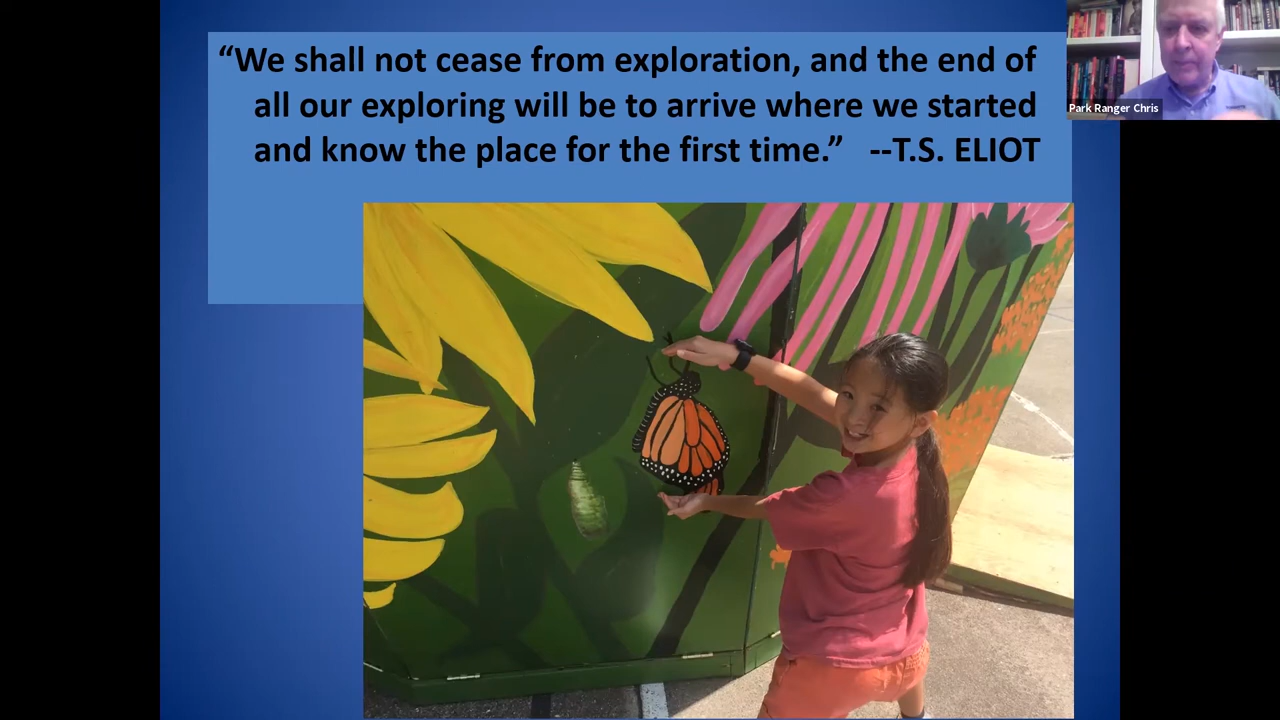 “We shall not cease from exploration, and the end of
all our exploring will be to arrive where we started
and know the place for the first time.” --T.S. ELIOT
Park Ranger Chris